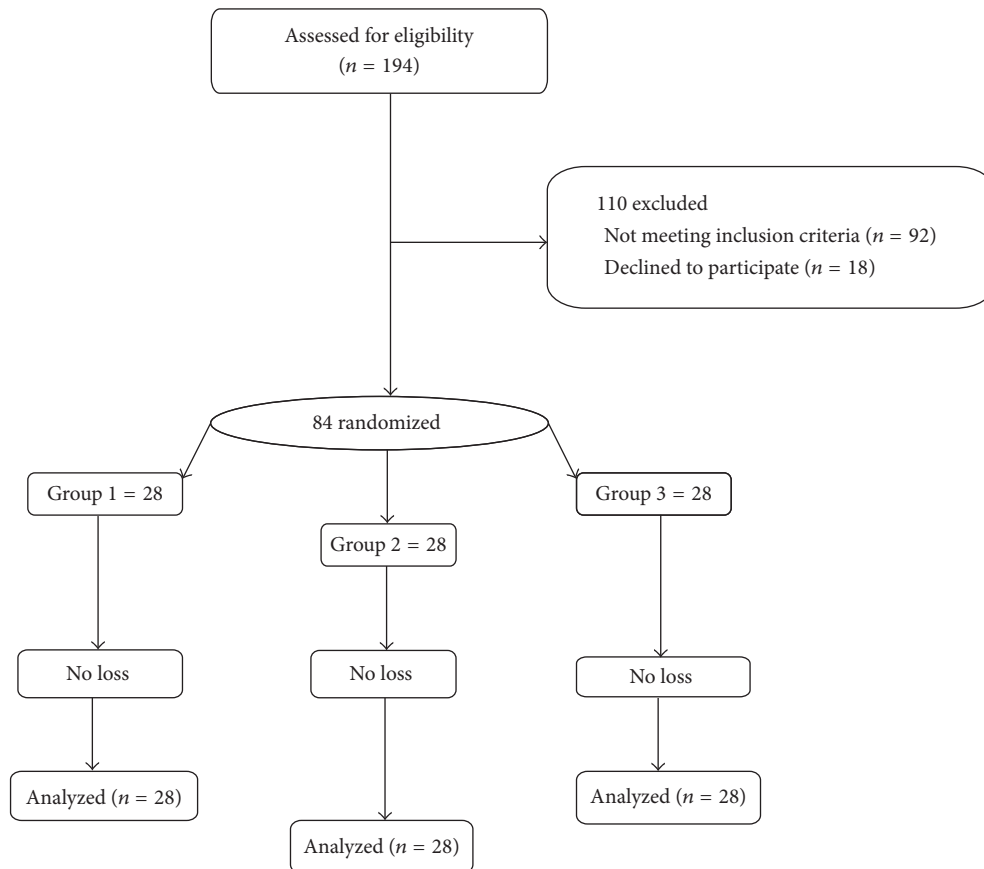 Assessed for eligibility
(n = 194)
110 excluded
Not meeting inclusion criteria (n = 92)
Declined to participate (n = 18)
84 randomized
Group 1 = 28
Group 2 = 28
Group 3 = 28
No loss
No loss
No loss
Analyzed (n = 28)
Analyzed (n = 28)
Analyzed (n = 28)